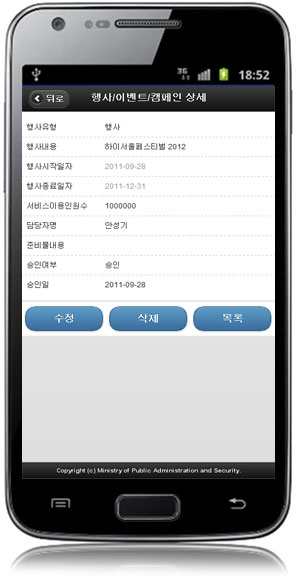 3G 18:52
뒤로 행사/이벤트/캠페인 상세
행사유형 행사
행사내용 하이서울페스티벌 2012
행사시작일자 2011-09-28
행사종료일자 2011-12-31
서비스이용인원수 1000000
담당자명 안성기
준비물내용
승인여부 승인
승인일 2011-09-28
수정 삭제 목록
Copyright (c) Ministry of Public Administration and Security.